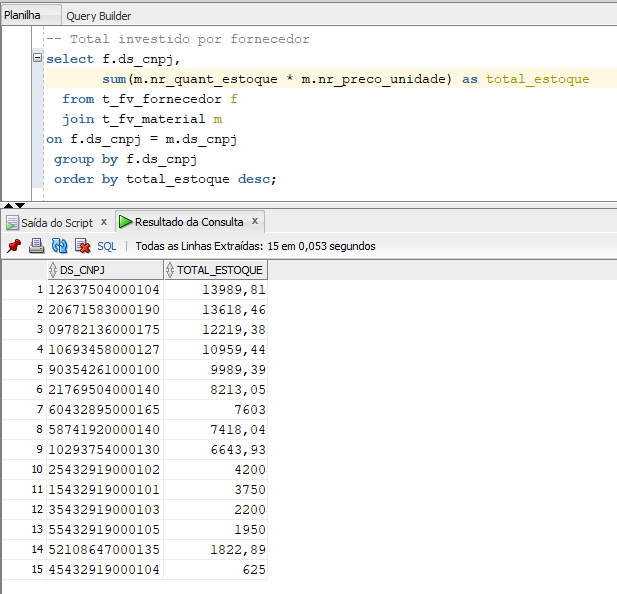 Planilha Query Builder
-- Total investido por fornecedor
select f.ds_cnpj,
sum(m.nr_quant_estoque * m.nr_preco_unidade) as total_estoque
from t_fv_fornecedor f
join t_fv_material m
on f.ds_cnpj = m.ds_cnpj
group by f.ds_cnpj
order by total_estoque desc;
Saída do Script x Resultado da Consulta x
SQL | Todas as Linhas Extraídas: 15 em 0,053 segundos
DS_CNPJ TOTAL_ESTOQUE
1 12637504000104 13989,81
2 20671583000190 13618,46
3 09782136000175 12219,38
4 10693458000127 10959,44
5 90354261000100 9989,39
6 21769504000140 8213,05
7 60432895000165 7603
8 58741920000140 7418,04
9 10293754000130 6643,93
10 25432919000102 4200
11 15432919000101 3750
12 35432919000103 2200
13 55432919000105 1950
14 52108647000135 1822,89
15 45432919000104 625